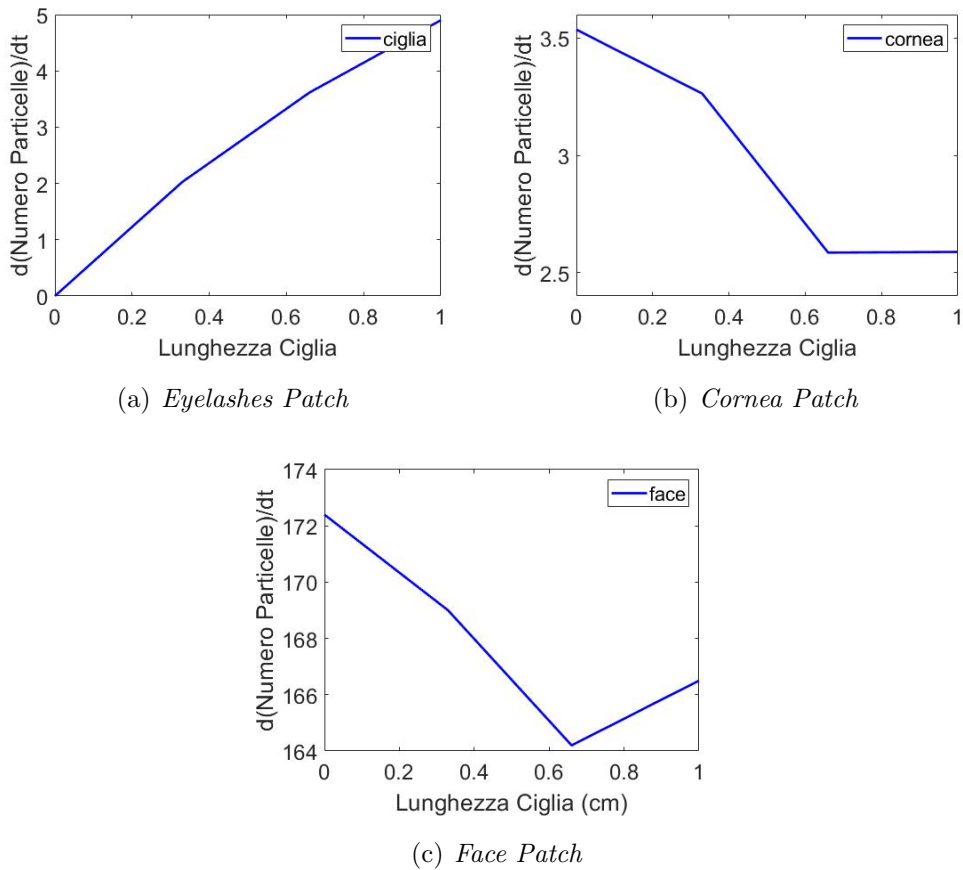 5
4
3
2
1
0
d(Numero Particelle)/dt
ciglia
0 0.2 0.4 0.6 0.8 1
Lunghezza Ciglia
(a) Eyelashes Patch
3.5
3
2.5
d(Numero Particelle)/dt
cornea
0 0.2 0.4 0.6 0.8 1
Lunghezza Ciglia
(b) Cornea Patch
174
172
170
168
166
164
d(Numero Particelle)/dt
face
0 0.2 0.4 0.6 0.8 1
Lunghezza Ciglia (cm)
(c) Face Patch